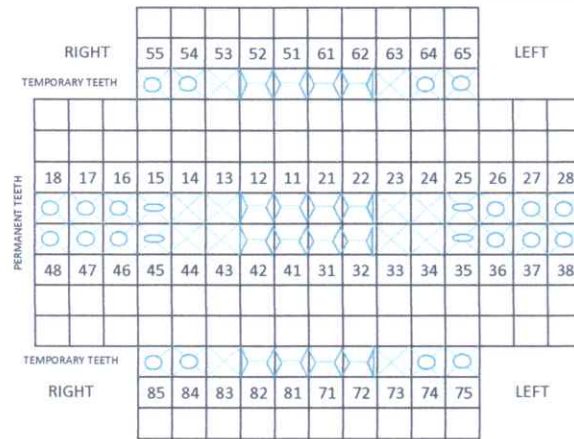 RIGHT 55 54 53 52 51 61 62 63 64 65 LEFT
TEMPORARY TEETH
PERMANENT TEETH
18 17 16 15 14 13 12 11 21 22 23 24 25 26 27 28
48 47 46 45 44 43 42 41 31 32 33 34 35 36 37 38
TEMPORARY TEETH
RIGHT 85 84 83 82 81 71 72 73 74 75 LEFT